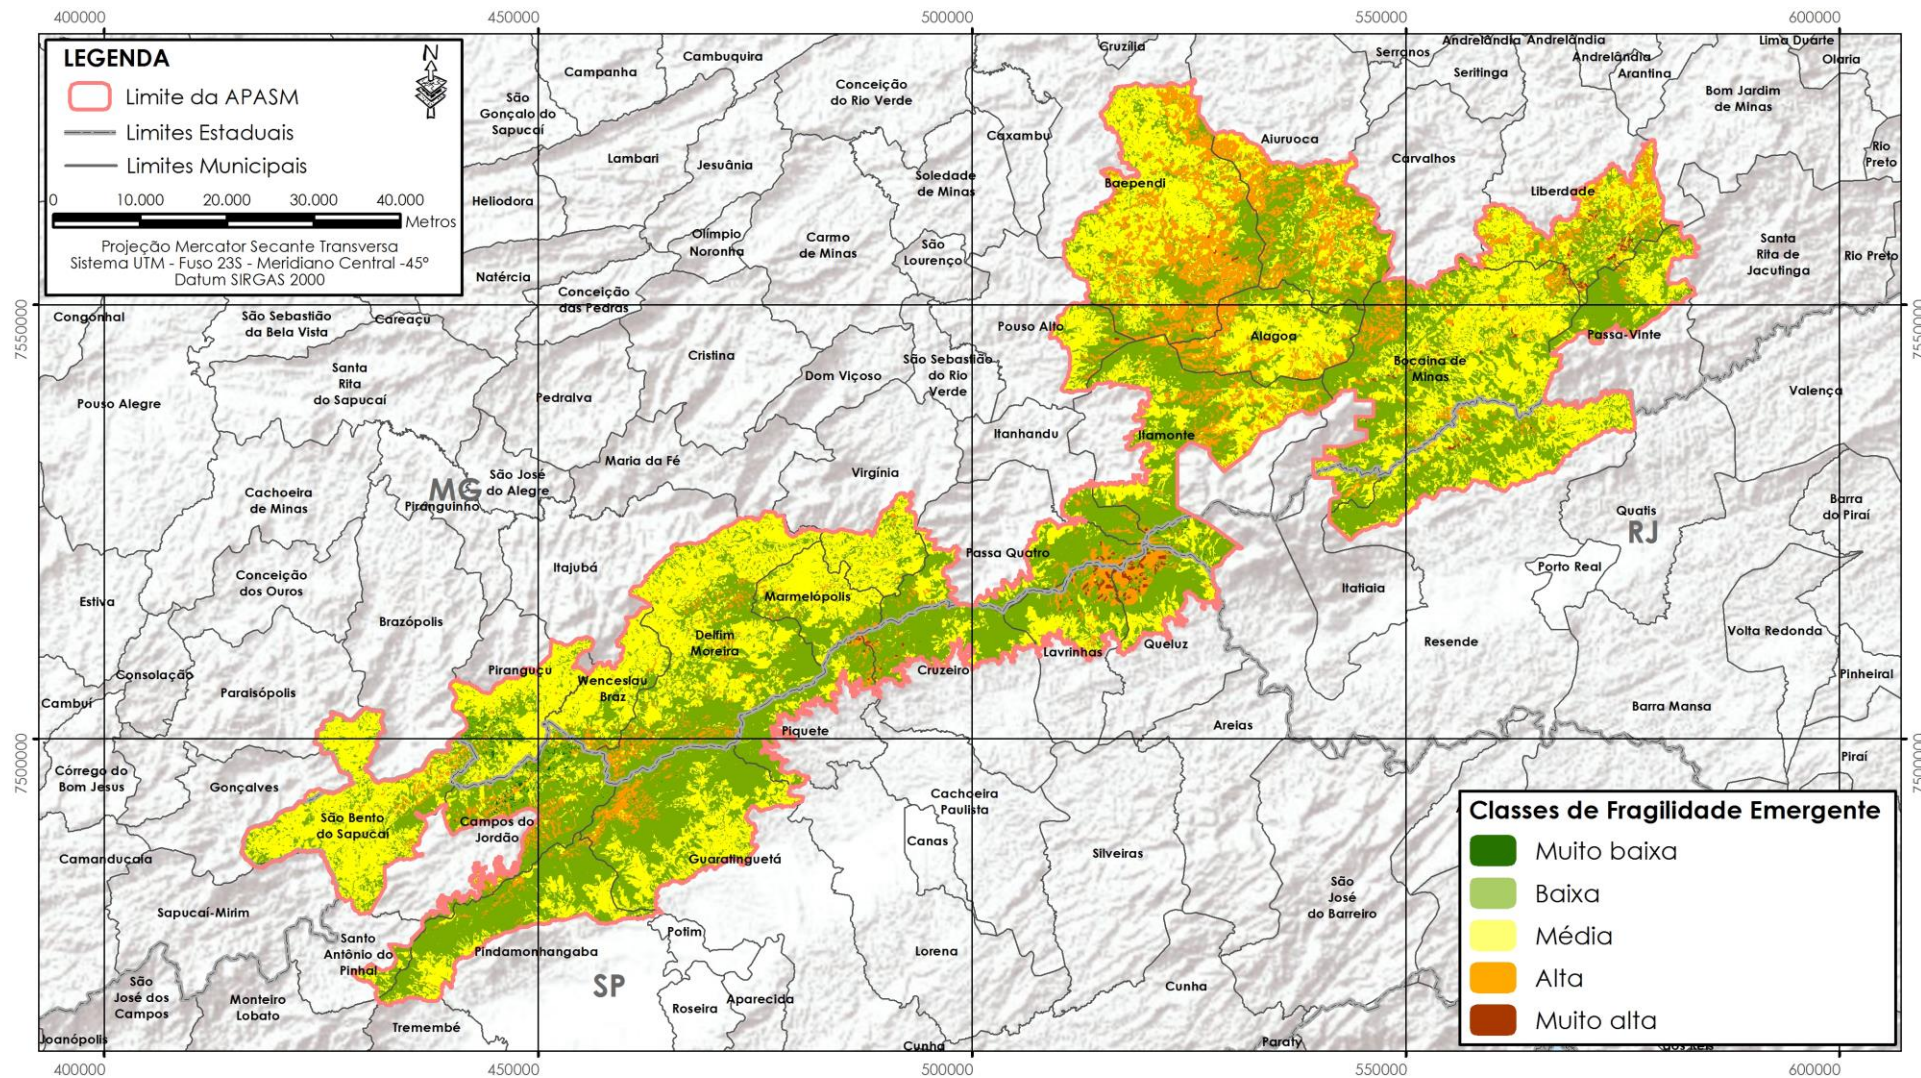 400000
450000
500000
550000
600000
LEGENDA
N
Limite da APASM
Limites Estaduais
Limites Municipais
0
10.000
20.000
30.000
40.000
Metros
Projeção Mercator Secante Transversa
Sistema UTM - Fuso 23S - Meridiano Central -45°
Datum SIRGAS 2000
Campanha
Cambuquira
Conceição
do Rio Verde
São
Gonçalo do
Sapucaí
Lambari
Jesuânia
Heliodora
Soledade
de Minas
Caxambu
Cruzília
Aiuruoca
Baependi
Serranos
Andrelândia
Andrelândia
Andrelândia
Seritinga
Arantina
Lima Duarte
Olaria
Bom Jardim
de Minas
Carvalhos
Liberdade
Rio
Preto
Santa
Rita de
Jacutinga
Rio Preto
Olímpio
Noronha
Carmo
de Minas
São
Lourenço
Natércia
Conceição
das Pedras
Congonhal
São Sebastião
da Bela Vista
Careaçu
7550000
7550000
Pouso Alto
Alagoa
Passa-Vinte
Bocaina de
Minas
Valença
Cristina
São Sebastião
do Rio
Verde
Dom Viçoso
Santa
Rita
do Sapucaí
Pouso Alegre
Pedralva
Itanhandu
Itamonte
Maria da Fé
Virgínia
São José
do Alegre
MG
Piranguinho
Cachoeira
de Minas
Quatis
RJ
Barra
do Piraí
Passa Quatro
Itajubá
Conceição
dos Ouros
Porto Real
Itatiaia
Estiva
Brazópolis
Marmelópolis
Delfim
Moreira
Volta Redonda
Resende
Queluz
Lavrinhas
Cruzeiro
Piranguçu
Wenceslau
Braz
Consolação
Paraisópolis
Pinheiral
Cambuí
Barra Mansa
Areias
Piquete
7500000
7500000
Piraí
Córrego do
Bom Jesus
Gonçalves
Cachoeira
Paulista
São Bento
do Sapucaí
Campos do
Jordão
Canas
Silveiras
Guaratinguetá
Camanducaia
São
José
do Barreiro
Sapucaí-Mirim
Potim
Lorena
Santo
Antônio do
Pinhal
Pindamonhangaba
SP
São
José dos
Campos
Monteiro
Lobato
Roseira
Aparecida
Cunha
Tremembé
Joanópolis
Cunha
Paraty
Classes de Fragilidade Emergente
Muito baixa
Baixa
Média
Alta
Muito alta
400000
450000
500000
550000
600000